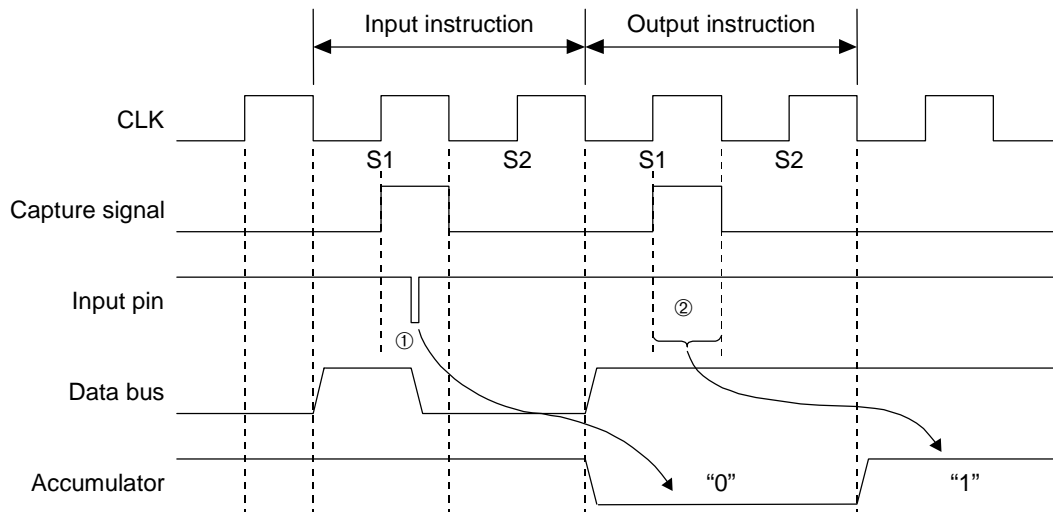 Input instruction Output instruction
CLK
S1 S2 S1 S2
Capture signal
Input pin
①
②
Data bus
Accumulator
“0” “1”